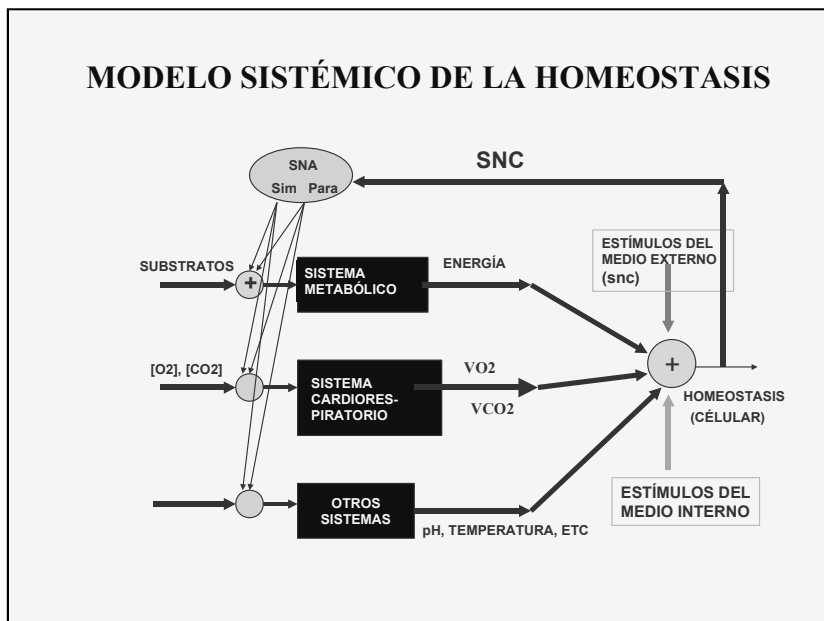 MODELO SISTÉMICO DE LA HOMEOSTASIS
SNC
SNA
Sim Para
ESTÍMULOS DEL
MEDIO EXTERNO
(snc)
SUBSTRATOS
+
SISTEMA
METABÓLICO
ENERGÍA
[O2], [CO2]
SISTEMA
CARDIORES-
PIRATORIO
VO2
VCO2
+
HOMEOSTASIS
(CÉLULAR)
OTROS
SISTEMAS
pH, TEMPERATURA, ETC
ESTÍMULOS DEL
MEDIO INTERNO